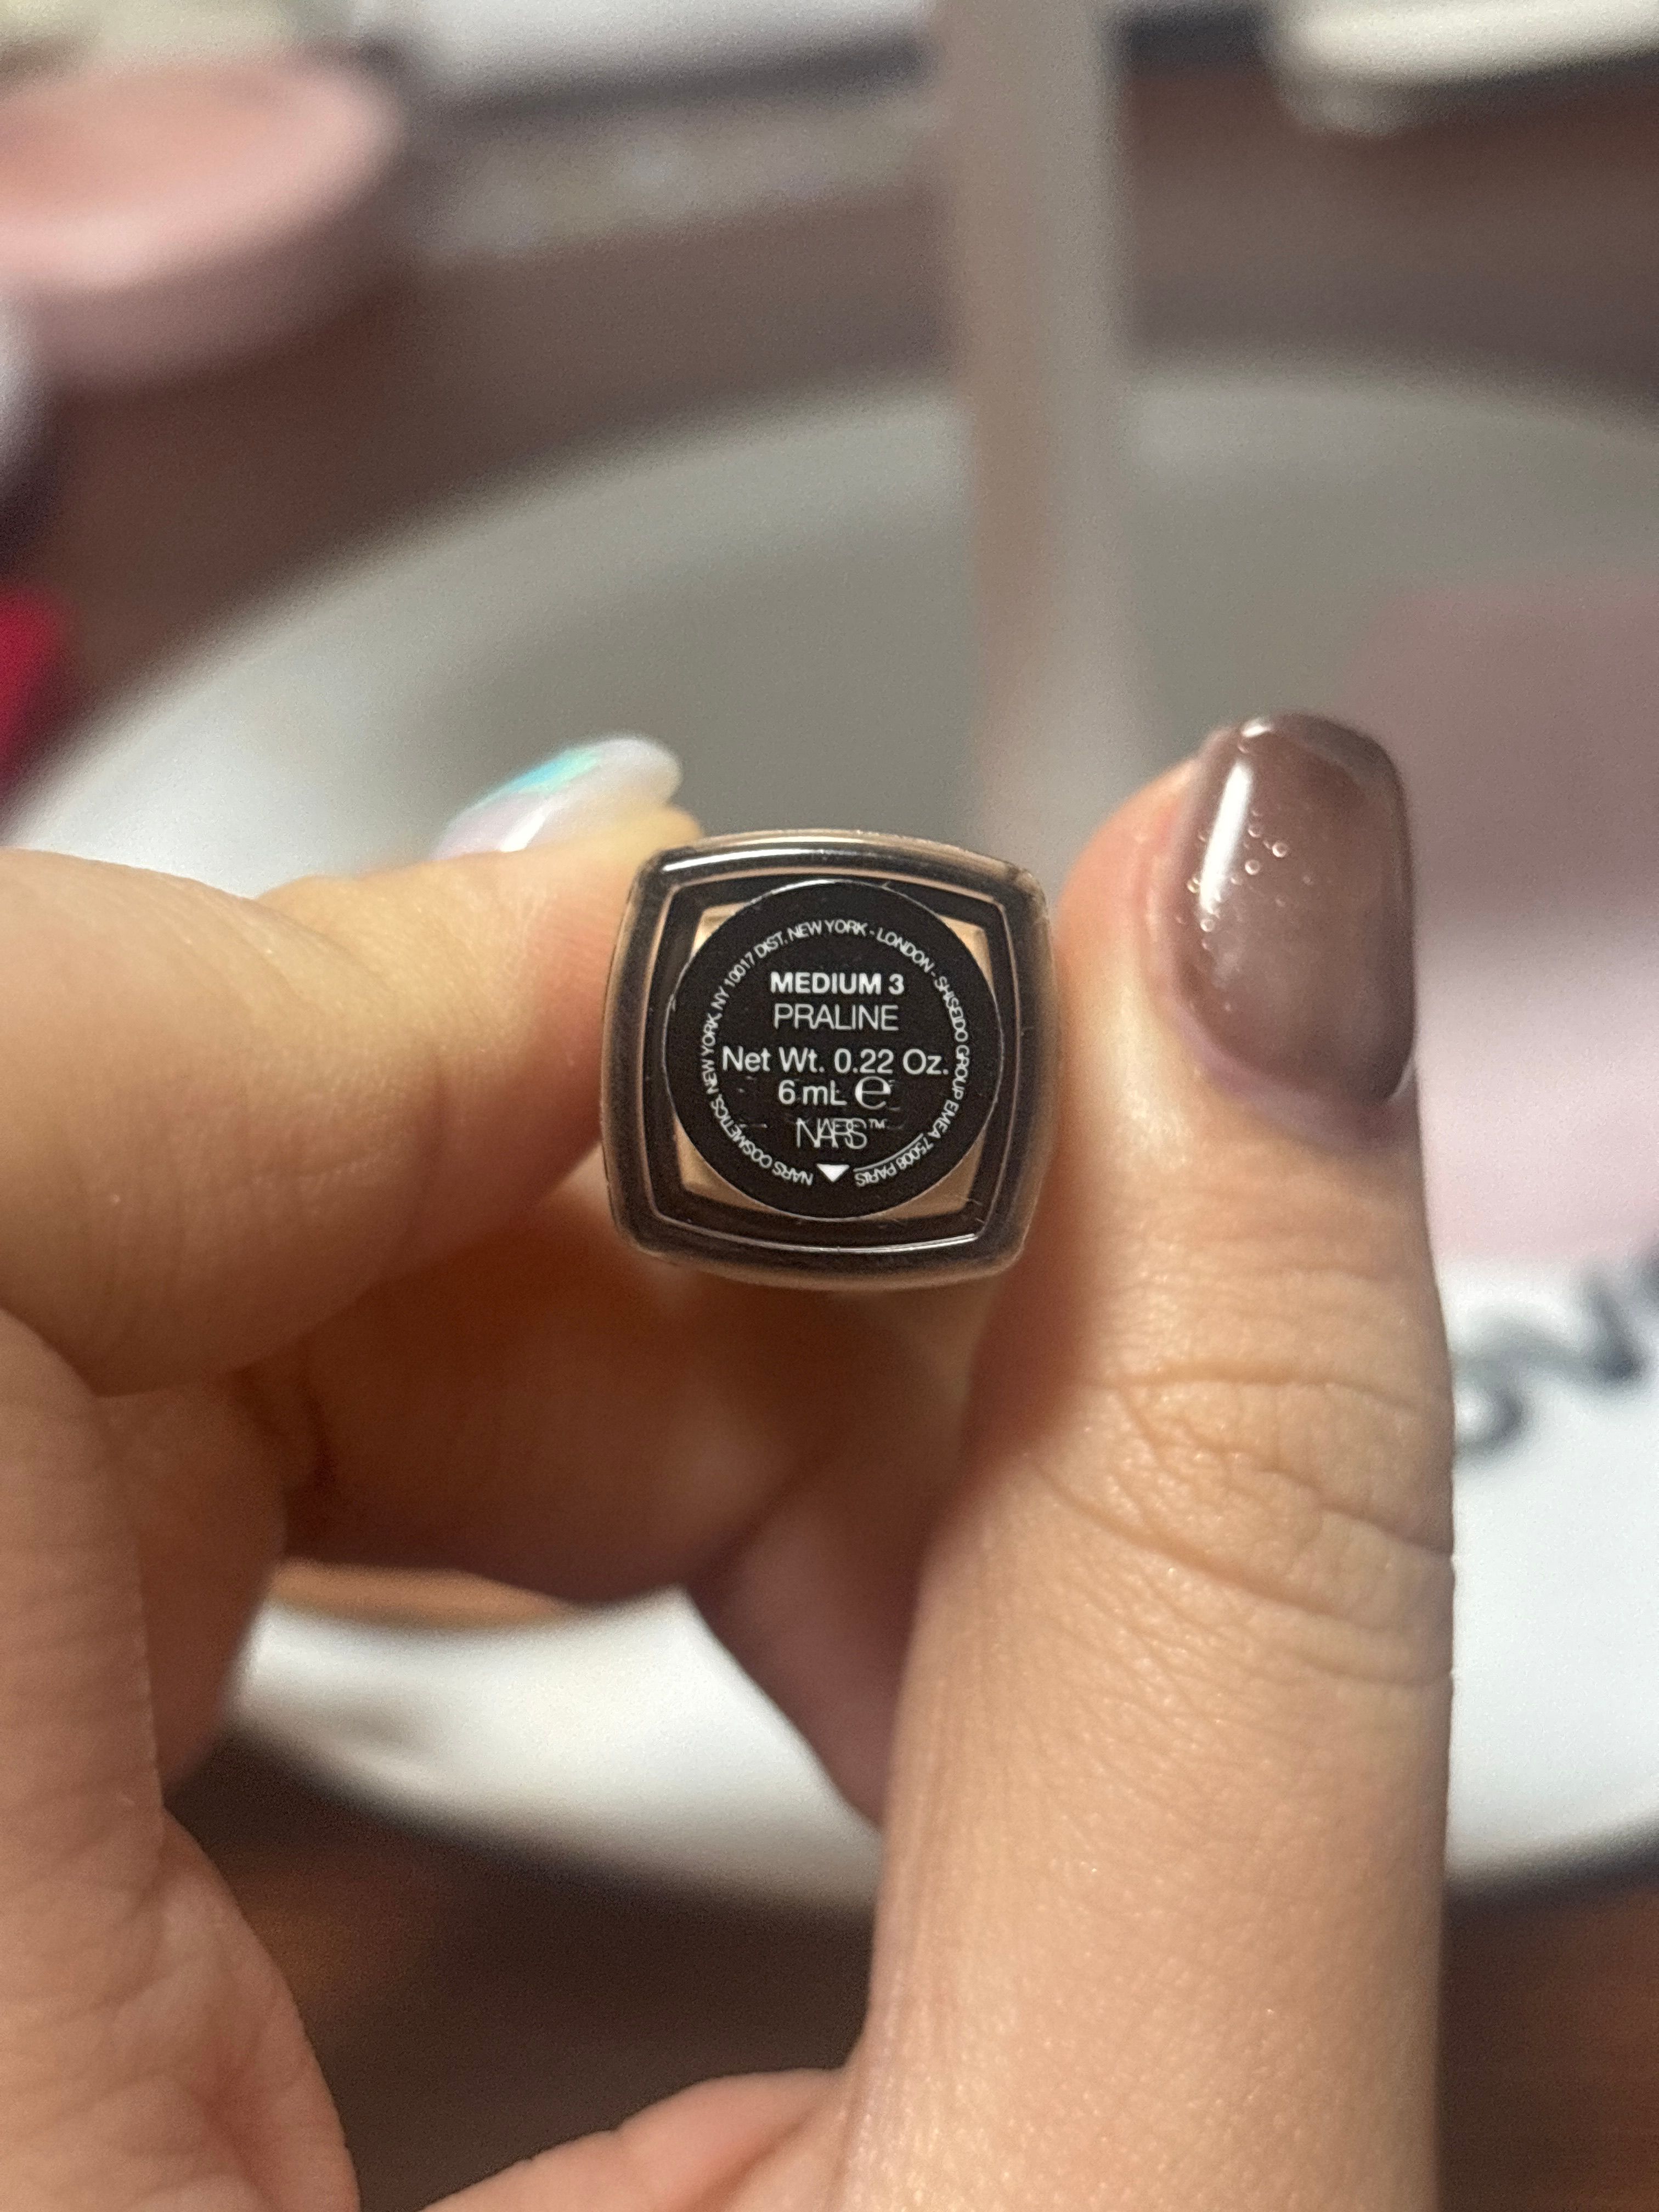 MEDIUM 3
PRALINE
Net Wt. 0.22 Oz.
6 mL e
NARS™
NARS COSMETICS, NEW YORK, NY 10017 DIST. NEW YORK - LONDON - SHISEIDO GROUP EMEA 75008 PARIS